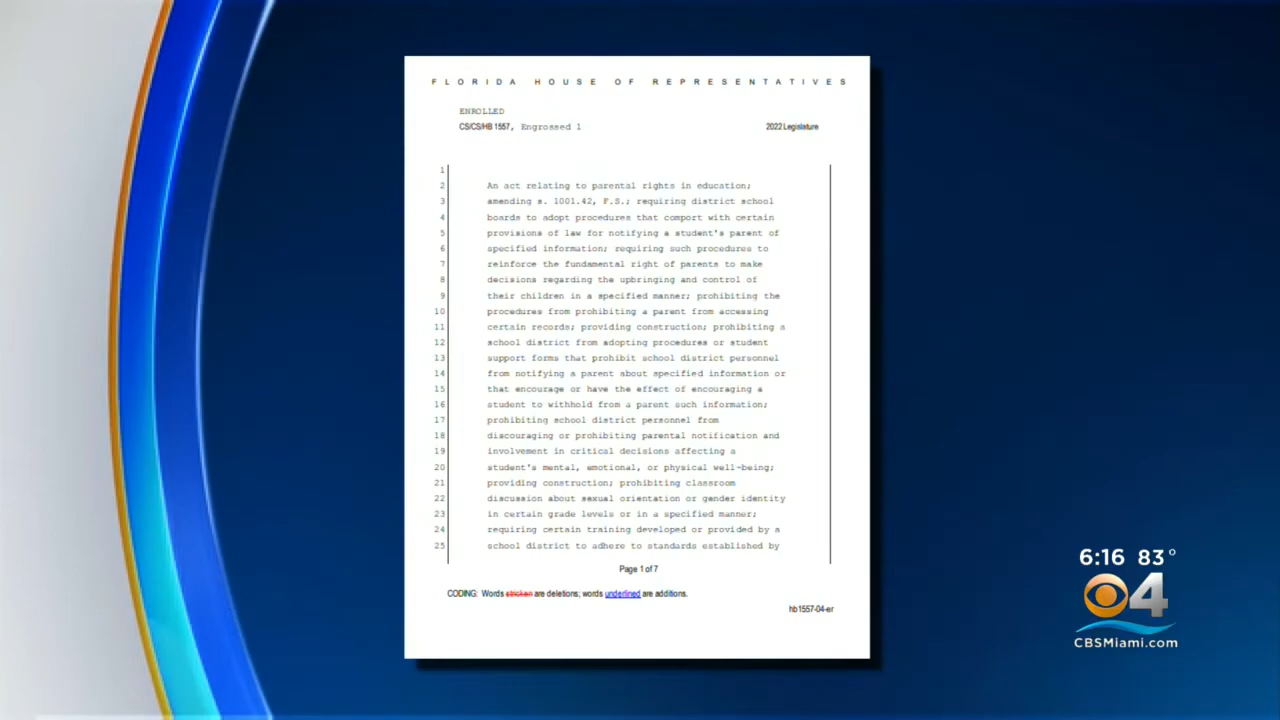 FLORIDA HOUSE OF REPRESENTATIVES
ENROLLED
CS/CS/HB 1557, Engrossed 1 2022 Legislature
1
2 An act relating to parental rights in education;
3 amending s. 1001.42, F.S.; requiring district school
4 boards to adopt procedures that comport with certain
5 provisions of law for notifying a student's parent of
6 specified information; requiring such procedures to
7 reinforce the fundamental right of parents to make
8 decisions regarding the upbringing and control of
9 their children in a specified manner; prohibiting the
10 procedures from prohibiting a parent from accessing
11 certain records; providing construction; prohibiting a
12 school district from adopting procedures or student
13 support forms that prohibit school district personnel
14 from notifying a parent about specified information or
15 that encourage or have the effect of encouraging a
16 student to withhold from a parent such information;
17 prohibiting school district personnel from
18 discouraging or prohibiting parental notification and
19 involvement in critical decisions affecting a
20 student's mental, emotional, or physical well-being;
21 providing construction; prohibiting classroom
22 discussion about sexual orientation or gender identity
23 in certain grade levels or in a specified manner;
24 requiring certain training developed or provided by a
25 school district to adhere to standards established by
Page 1 of 7
CODING: Words stricken are deletions; words underlined are additions.
hb1557-04-er
6:16 83°
4
CBSMiami.com